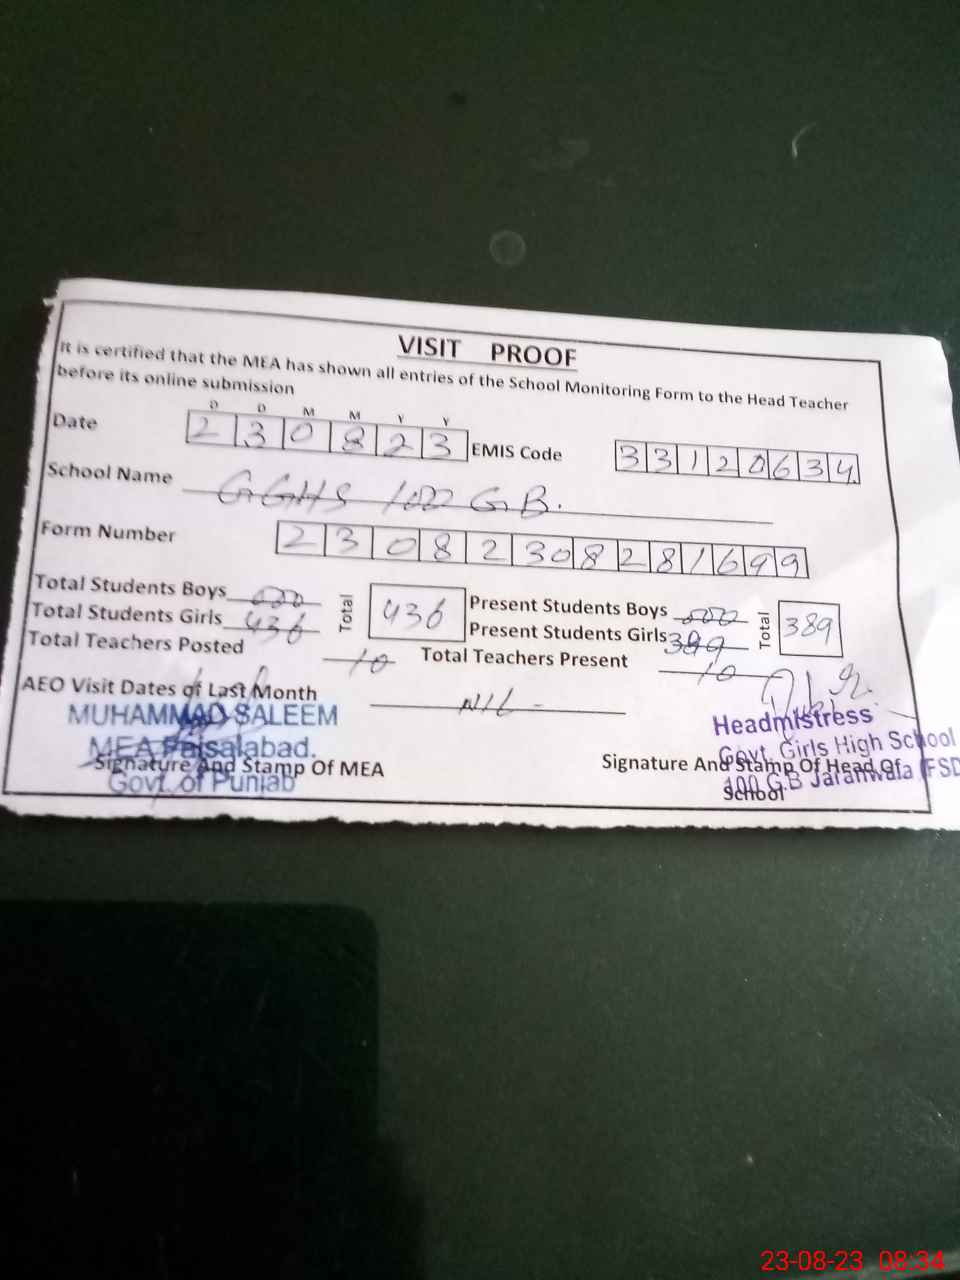 VISIT PROOF
It is certified that the MEA has shown all entries of the School Monitoring Form to the Head Teacher
before its online submission
D D M M Y Y
Date 2 3 0 8 2 3 EMIS Code 3 3 1 2 0 6 3 4
School Name GGHS 100 G.B.
Form Number 2 3 0 8 2 3 0 8 2 8 1 6 9 9
Total Students Boys 000 Total 436 Present Students Boys 000 Total 389
Total Students Girls 436 Present Students Girls 389
Total Teachers Posted 10 Total Teachers Present 10
AEO Visit Dates of Last Month NIL
MUHAMMAD SALEEM
MEA Faisalabad.
Govt. of Punjab
Signature And Stamp Of MEA
Headmistress
Govt. Girls High School
100 G.B Jaranwala (FSD
Signature And Stamp Of Head Of
School
23-08-23 08:34